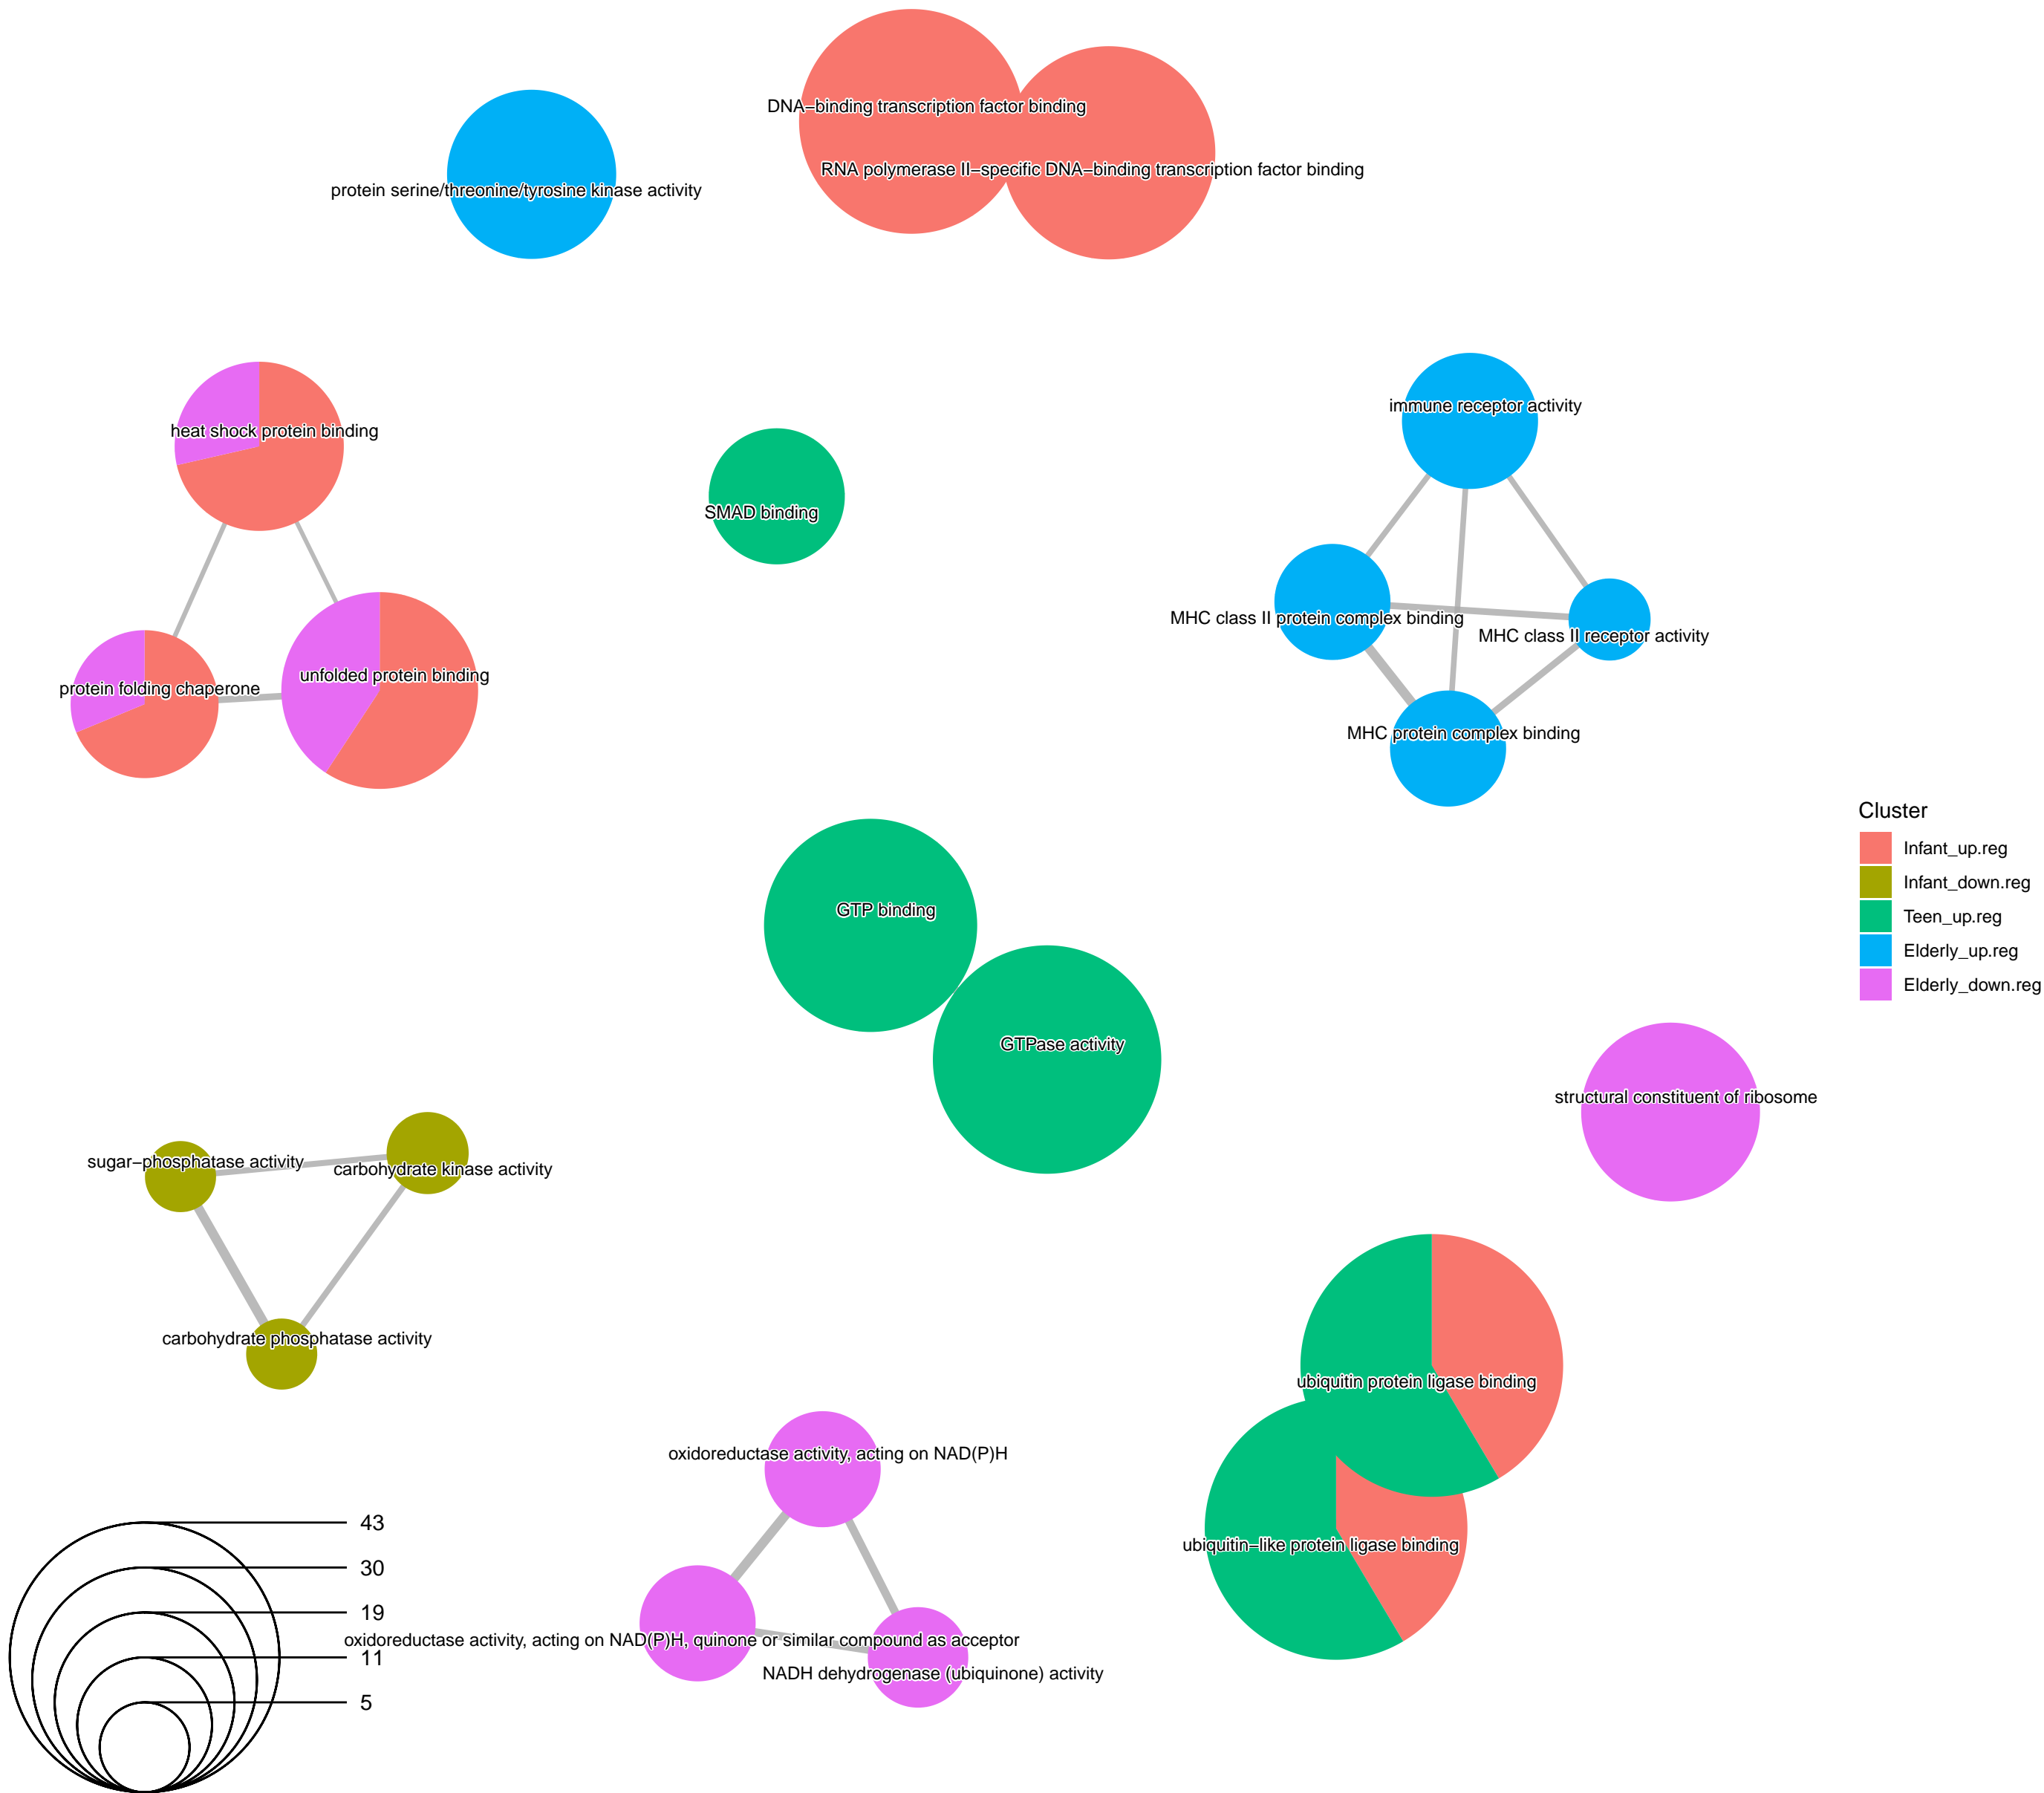 DNA−binding transcription factor binding
RNA polymerase II−specific DNA−binding transcription factor binding
protein serine/threonine/tyrosine kinase activity
immune receptor activity
heat shock protein binding
SMAD binding
MHC class II protein complex binding
MHC class II receptor activity
unfolded protein binding
protein folding chaperone
MHC protein complex binding
Cluster
Infant_up.reg
Infant_down.reg
Teen_up.reg
Elderly_up.reg
Elderly_down.reg
GTP binding
GTPase activity
structural constituent of ribosome
sugar−phosphatase activity
carbohydrate kinase activity
carbohydrate phosphatase activity
ubiquitin protein ligase binding
oxidoreductase activity, acting on NAD(P)H
ubiquitin−like protein ligase binding
oxidoreductase activity, acting on NAD(P)H, quinone or similar compound as acceptor
NADH dehydrogenase (ubiquinone) activity
43
30
19
11
5